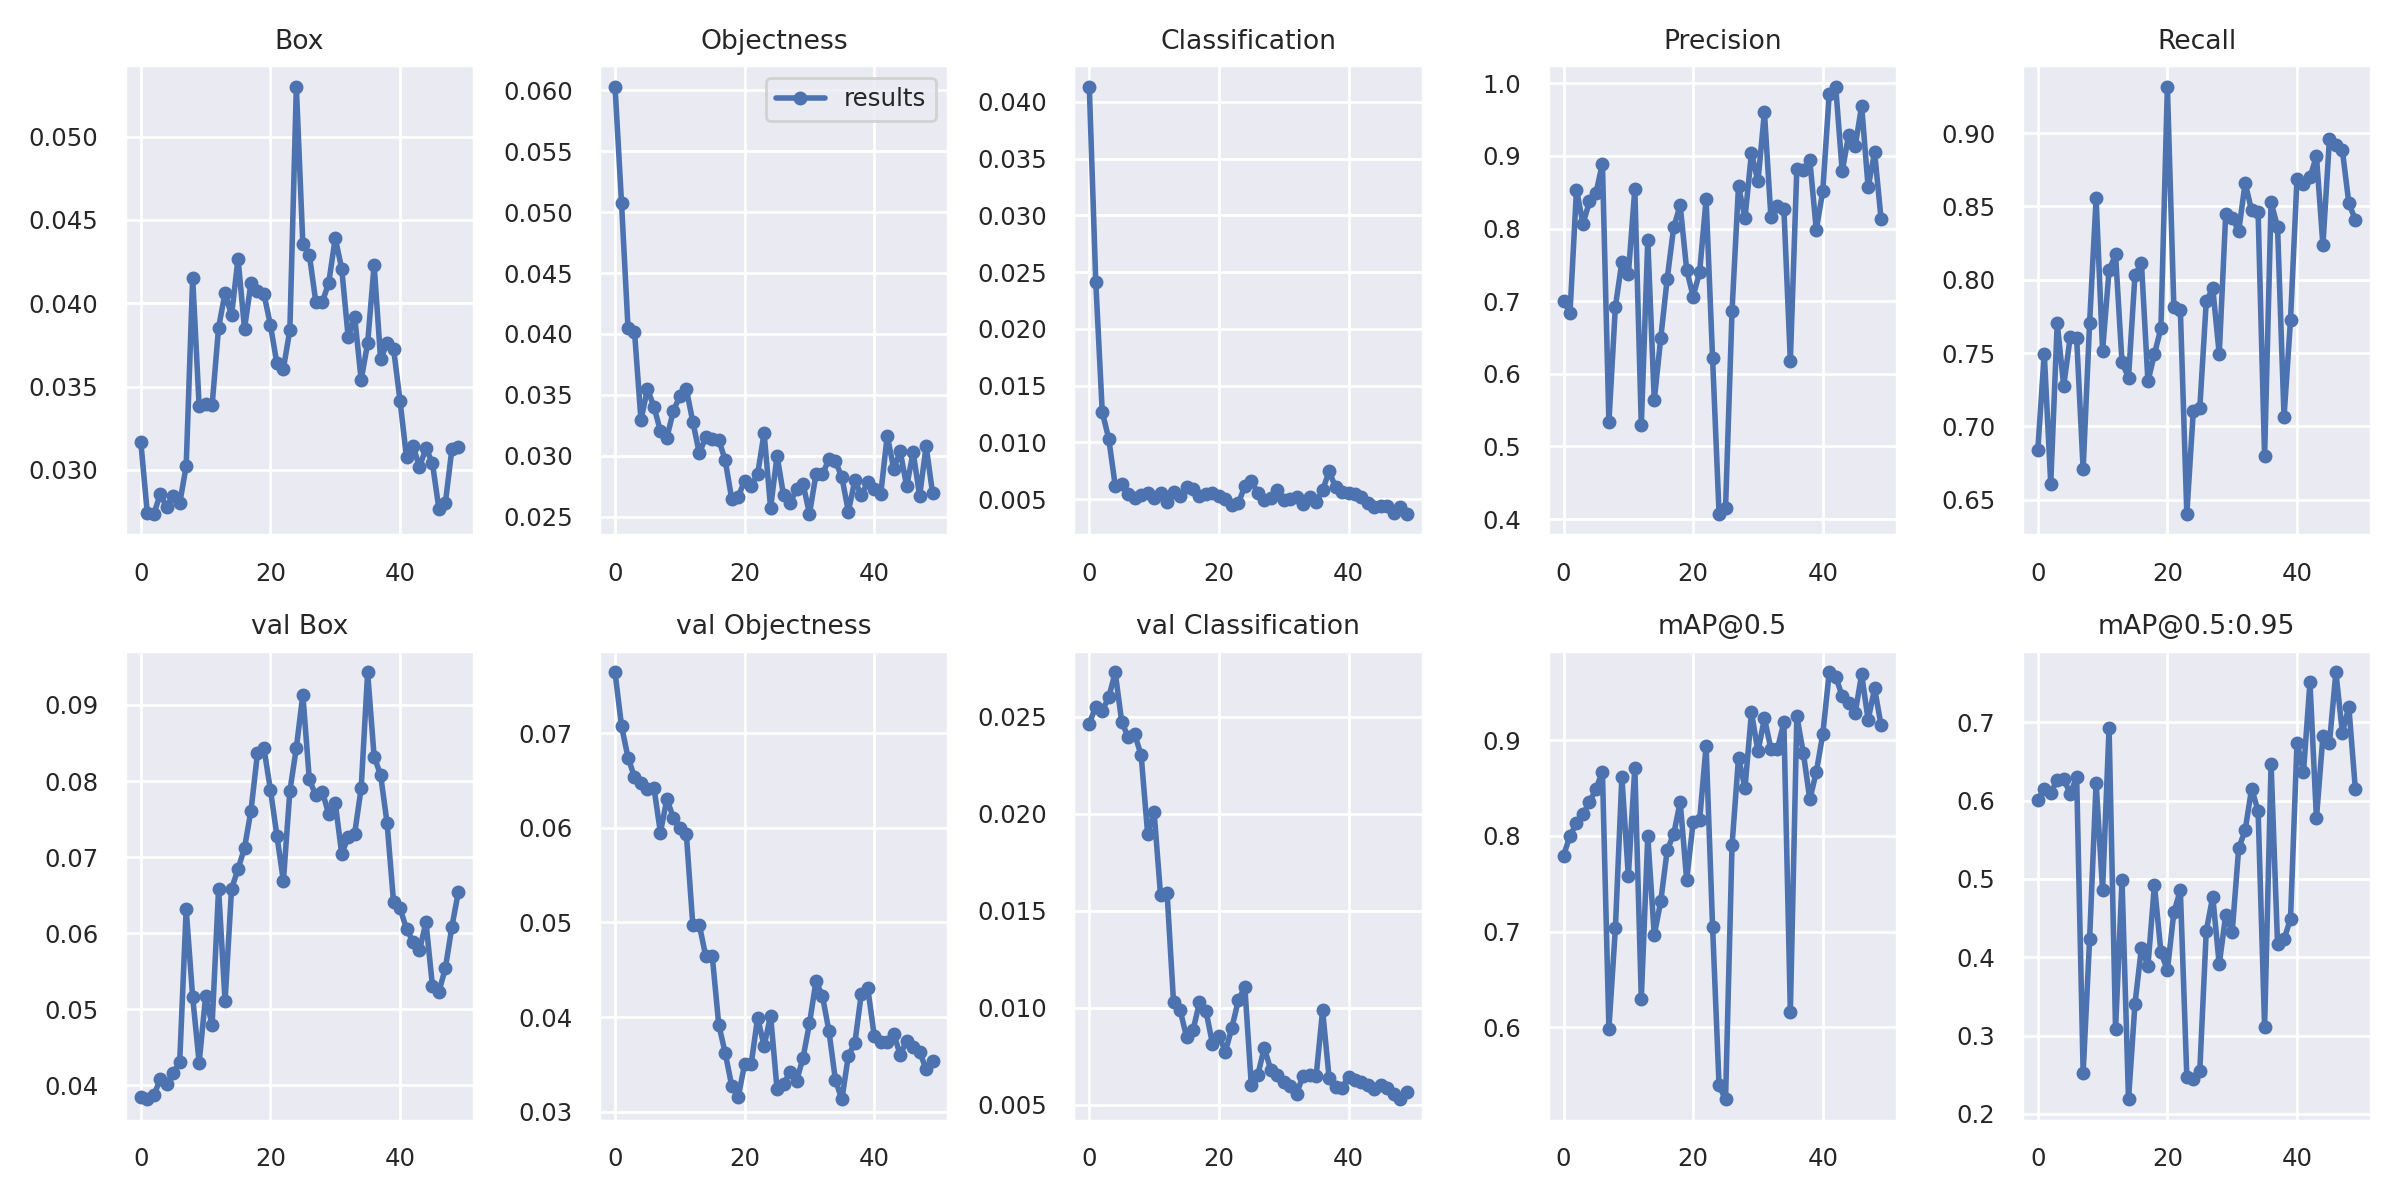 Box
Objectness
Classification
Precision
Recall
0.050
0.045
0.040
0.035
0.030
0 20 40
results
0.060
0.055
0.050
0.045
0.040
0.035
0.030
0.025
0 20 40
0.040
0.035
0.030
0.025
0.020
0.015
0.010
0.005
0 20 40
1.0
0.9
0.8
0.7
0.6
0.5
0.4
0 20 40
0.90
0.85
0.80
0.75
0.70
0.65
0 20 40
val Box
val Objectness
val Classification
mAP@0.5
mAP@0.5:0.95
0.09
0.08
0.07
0.06
0.05
0.04
0 20 40
0.07
0.06
0.05
0.04
0.03
0 20 40
0.025
0.020
0.015
0.010
0.005
0 20 40
0.9
0.8
0.7
0.6
0 20 40
0.7
0.6
0.5
0.4
0.3
0.2
0 20 40